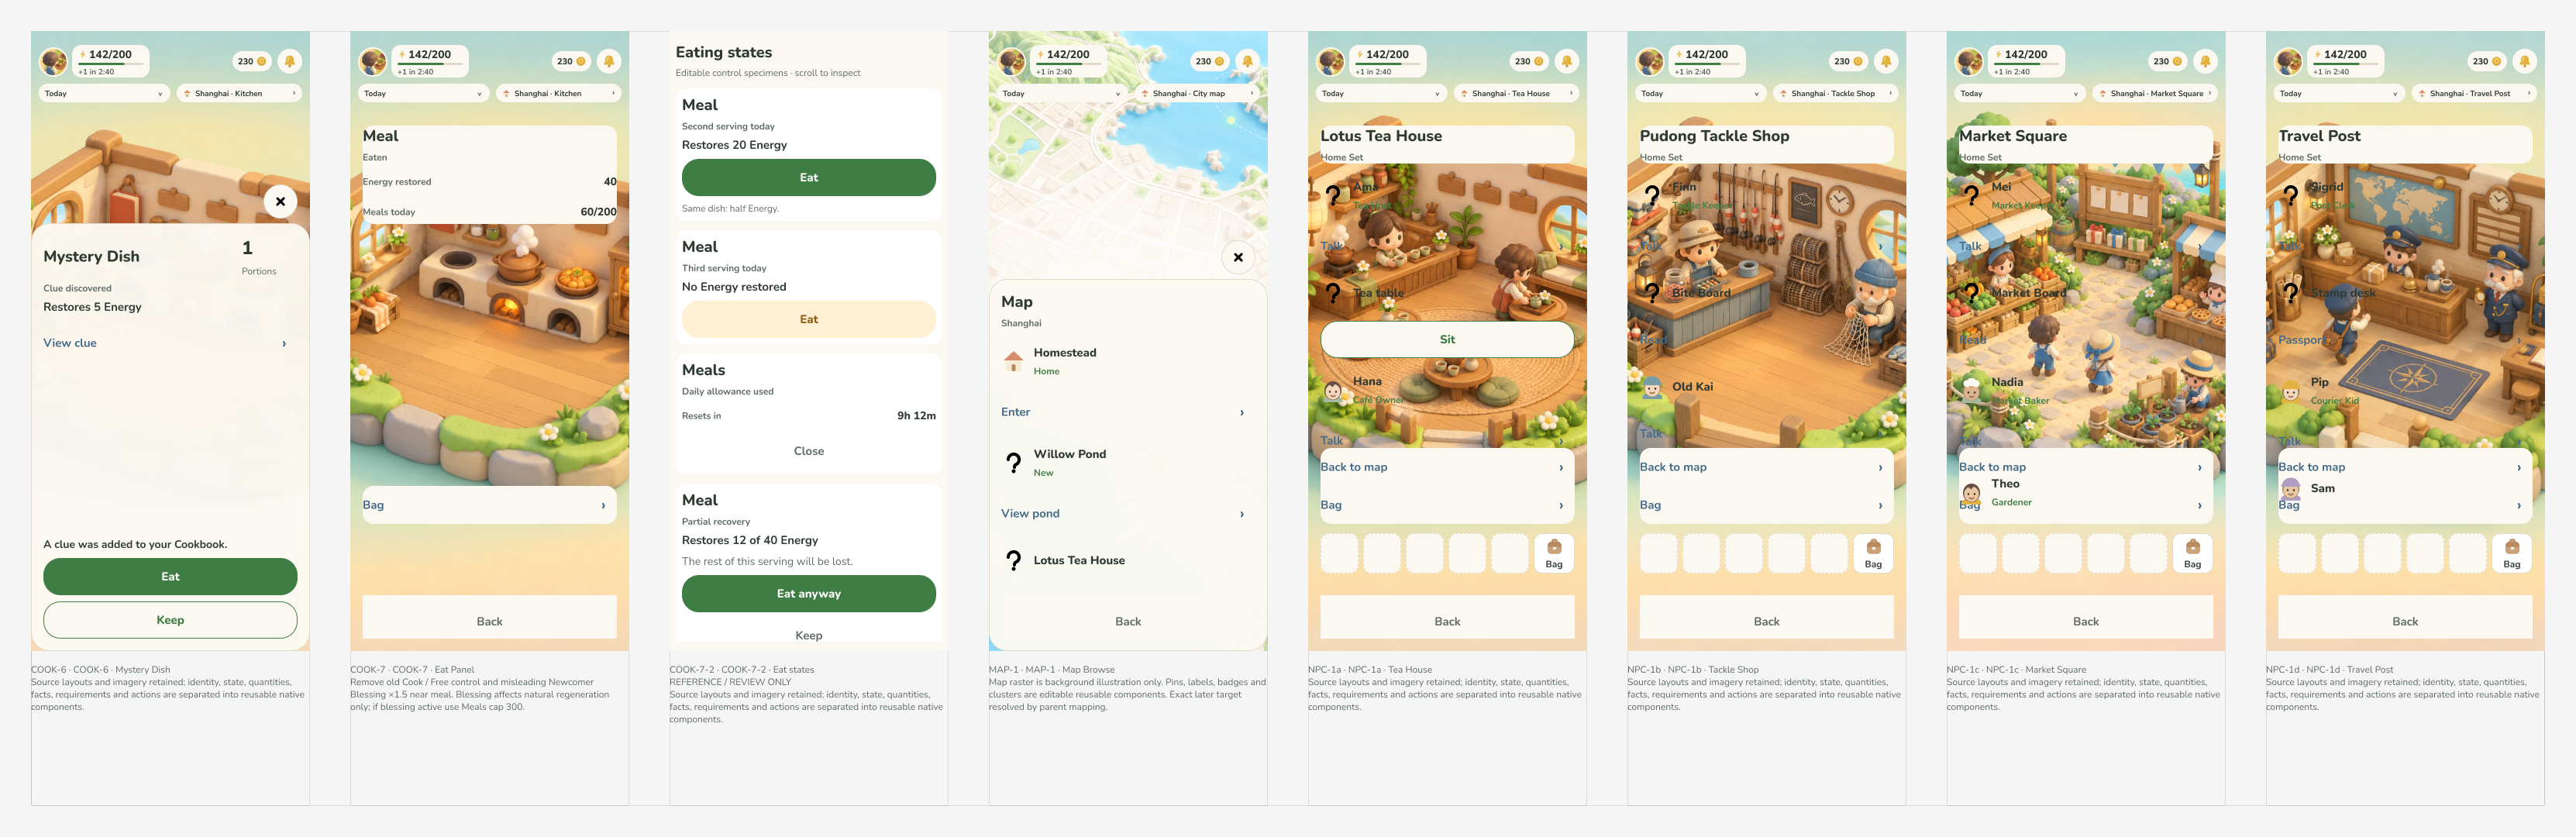 142/200
+1 in 2:40
230
Today
Shanghai · Kitchen
Mystery Dish
1
Portions
Clue discovered
Restores 5 Energy
View clue
A clue was added to your Cookbook.
Eat
Keep
COOK-6 · COOK-6 · Mystery Dish
Source layouts and imagery retained; identity, state, quantities,
facts, requirements and actions are separated into reusable native
components.
142/200
+1 in 2:40
230
Today
Shanghai · Kitchen
Meal
Eaten
Energy restored
40
Meals today
60/200
Bag
Back
COOK-7 · COOK-7 · Eat Panel
Remove old Cook / Free control and misleading Newcomer
Blessing ×1.5 near meal. Blessing affects natural regeneration
only; if blessing active use Meals cap 300.
Eating states
Editable control specimens · scroll to inspect
Meal
Second serving today
Restores 20 Energy
Eat
Same dish: half Energy.
Meal
Third serving today
No Energy restored
Eat
Meals
Daily allowance used
Resets in
9h 12m
Close
Meal
Partial recovery
Restores 12 of 40 Energy
The rest of this serving will be lost.
Eat anyway
Keep
COOK-7-2 · COOK-7-2 · Eat states
REFERENCE / REVIEW ONLY
Source layouts and imagery retained; identity, state, quantities,
facts, requirements and actions are separated into reusable native
components.
142/200
+1 in 2:40
230
Today
Shanghai · City map
Map
Shanghai
Homestead
Home
Enter
Willow Pond
New
View pond
Lotus Tea House
Back
MAP-1 · MAP-1 · Map Browse
Map raster is background illustration only. Pins, labels, badges and
clusters are editable reusable components. Exact later target
resolved by parent mapping.
142/200
+1 in 2:40
230
Today
Shanghai · Tea House
Lotus Tea House
Home Set
Ama
Talk
Tea table
Sit
Hana
Café Owner
Talk
Back to map
Bag
Bag
Back
NPC-1a · NPC-1a · Tea House
Source layouts and imagery retained; identity, state, quantities,
facts, requirements and actions are separated into reusable native
components.
142/200
+1 in 2:40
230
Today
Shanghai · Tackle Shop
Pudong Tackle Shop
Home Set
Finn
Tackle Keeper
Talk
Bite Board
Read
Old Kai
Talk
Back to map
Bag
Bag
Back
NPC-1b · NPC-1b · Tackle Shop
Source layouts and imagery retained; identity, state, quantities,
facts, requirements and actions are separated into reusable native
components.
142/200
+1 in 2:40
230
Today
Shanghai · Market Square
Market Square
Home Set
Mei
Market Keeper
Talk
Market Board
Read
Nadia
Market Baker
Talk
Back to map
Theo
Gardener
Bag
Bag
Back
NPC-1c · NPC-1c · Market Square
Source layouts and imagery retained; identity, state, quantities,
facts, requirements and actions are separated into reusable native
components.
142/200
+1 in 2:40
230
Today
Shanghai · Travel Post
Travel Post
Home Set
Sigrid
Post Clerk
Talk
Stamp desk
Passport
Pip
Courier Kid
Talk
Back to map
Sam
Bag
Bag
Back
NPC-1d · NPC-1d · Travel Post
Source layouts and imagery retained; identity, state, quantities,
facts, requirements and actions are separated into reusable native
components.